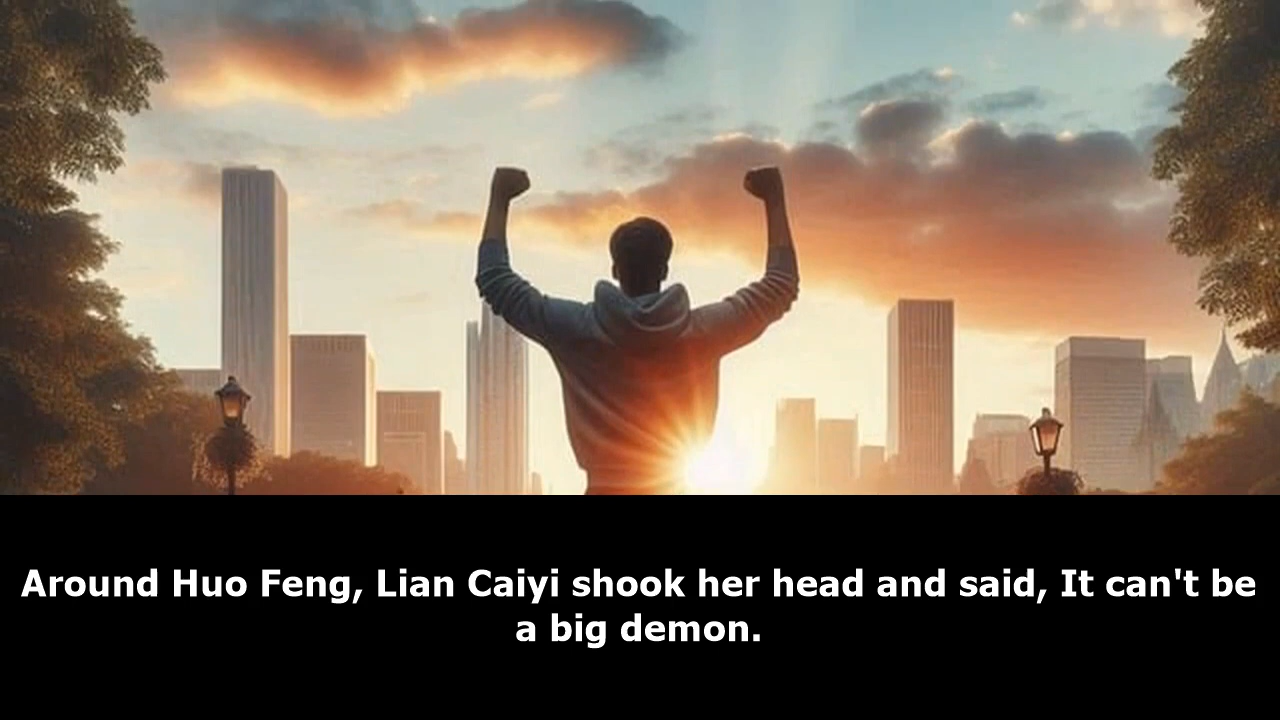 Around Huo Feng, Lian Caiyi shook her head and said, It can't be
a big demon.